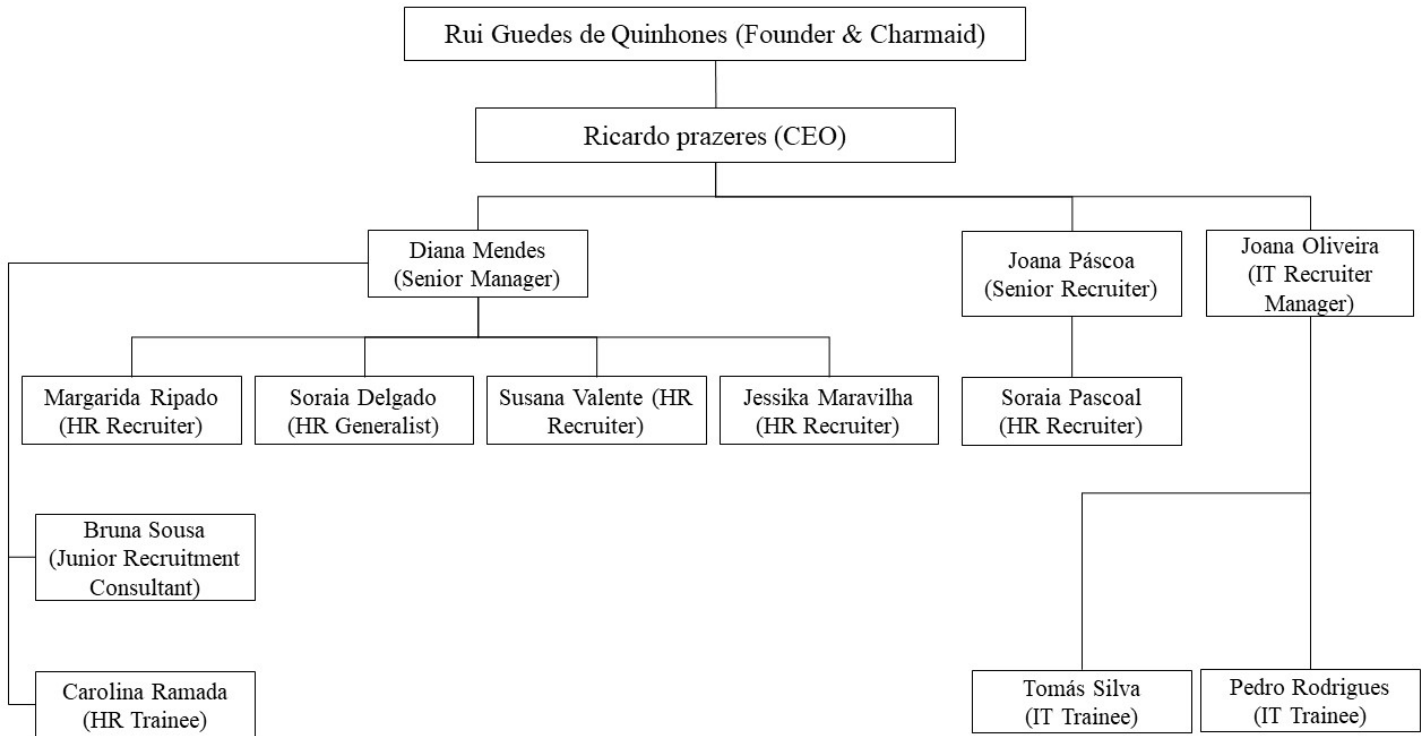 Rui Guedes de Quinhones (Founder & Charmaid)
Ricardo prazeres (CEO)
Diana Mendes
(Senior Manager)
Joana Páscoa
(Senior Recruiter)
Joana Oliveira
(IT Recruiter
Manager)
Margarida Ripado
(HR Recruiter)
Soraia Delgado
(HR Generalist)
Susana Valente (HR
Recruiter)
Jessika Maravilha
(HR Recruiter)
Soraia Pascoal
(HR Recruiter)
Bruna Sousa
(Junior Recruitment
Consultant)
Carolina Ramada
(HR Trainee)
Tomás Silva
(IT Trainee)
Pedro Rodrigues
(IT Trainee)